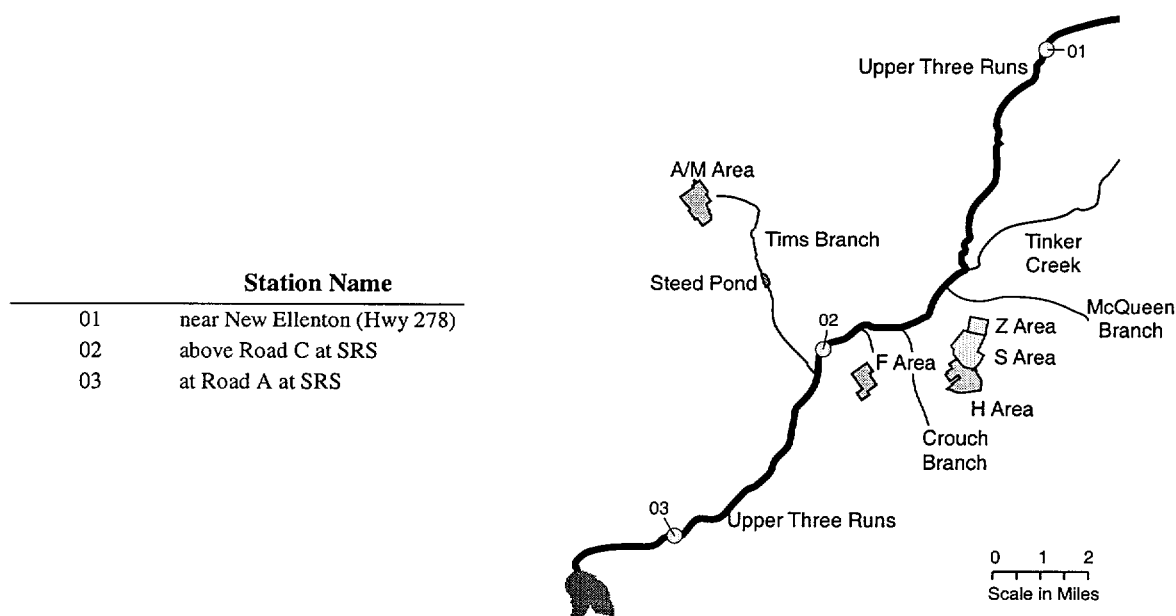 Station Name
01 near New Ellenton (Hwy 278)
02 above Road C at SRS
03 at Road A at SRS
01
Upper Three Runs
A/M Area
Tims Branch
Tinker
Creek
Steed Pond
McQueen
Branch
02
Z Area
F Area
S Area
H Area
Crouch
Branch
03
Upper Three Runs
0 1 2
Scale in Miles